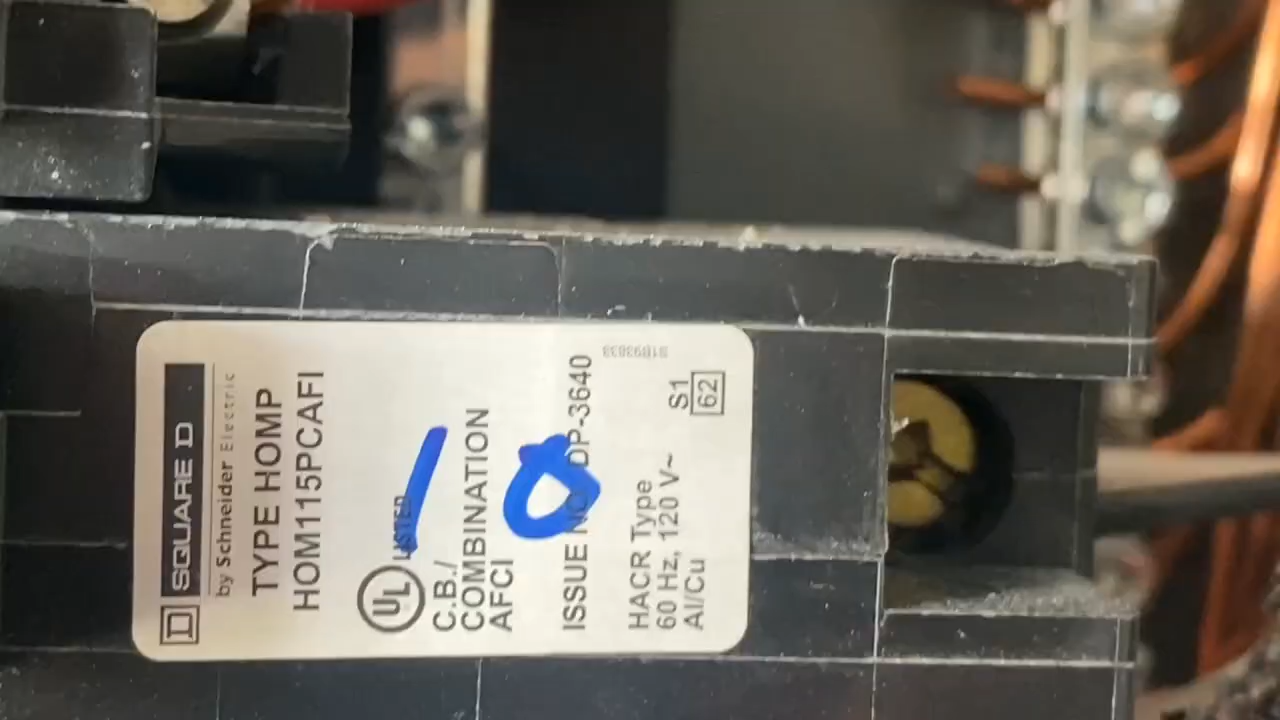 SQUARE D
by Schneider Electric
TYPE HOMP
HOM115PCAFI
UL LISTED
C.B./
COMBINATION
AFCI
ISSUE NO DP-3640
HACR Type
60 Hz, 120 V~
Al/Cu
S1
62